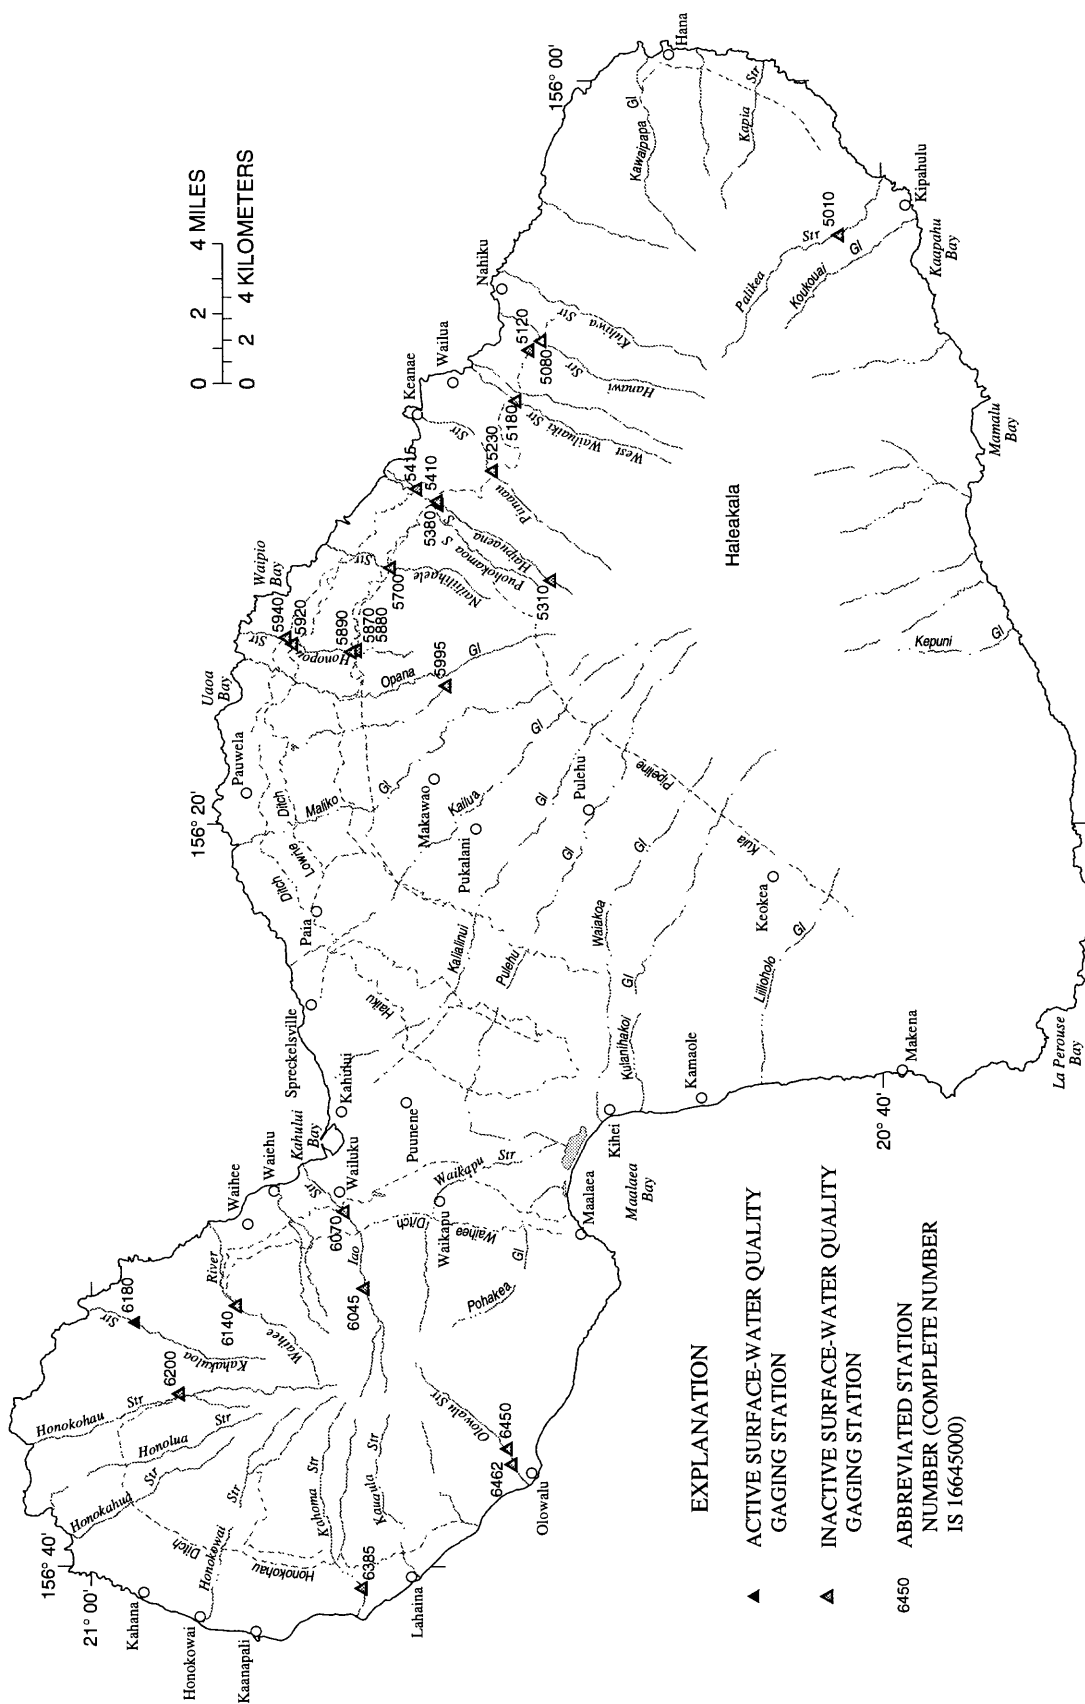 4 MILES
4 KILOMETERS
0
2
0
2
156° 00'
156° 20'
156° 40'
21° 00'
20° 40'
Hana
Kawaipapa
Gl
Kapia
Str
Kipahulu
5010
Palikea
Str
Koukouai
Gl
Kaapahu
Bay
Nahiku
Kuhiwa
Str
5120
5080
Hanawi
Str
Wailua
Keanae
Str
5180
West Wailuaiki
Str
5230
Piinaau
5415
5410
5380
Haipuaena
S
Puohokamoa
S
5310
Haleakala
Mamalu
Bay
Kepuni
Gl
Waipio
Bay
Str
Nailiilihaele
5700
5940
5920
Str
Honopou
5890
5870
5880
Opana
Gl
5995
Uaoa
Bay
Pauwela
Ditch
Lowrie
Maliko
Gl
Ditch
Paia
Makawao
Kailua
Gl
Pukalani
Pulehu
Gl
Gl
Kalialinui
Pulehu
Waiakoa
Gl
Pipeline
Kula
Keokea
Kulanihakoi
Gl
Liilioholo
Gl
Haiku
Spreckelsville
Kahului
Puunene
Kahului
Bay
Kihei
Kamaole
Makena
La Perouse
Bay
Maalaea
Bay
Maalaea
Waiehu
Waihee
Wailuku
Str
6070
Iao
6045
Waikapu
Str
Waikapu
Ditch
Waihee
Pohakea
Gl
River
6140
Waihee
6180
Str
Kahakuloa
6200
Honokohau
Str
Honolua
Str
Honokahua
Str
Honokowai
Str
Ditch
Honokohau
Kahoma
Str
Kauaula
Str
6385
Lahaina
Olowalu Str
6450
6462
Olowalu
Kahana
Honokowai
Kaanapali
EXPLANATION
ACTIVE SURFACE-WATER QUALITY
GAGING STATION
INACTIVE SURFACE-WATER QUALITY
GAGING STATION
6450 ABBREVIATED STATION
NUMBER (COMPLETE NUMBER
IS 16645000)